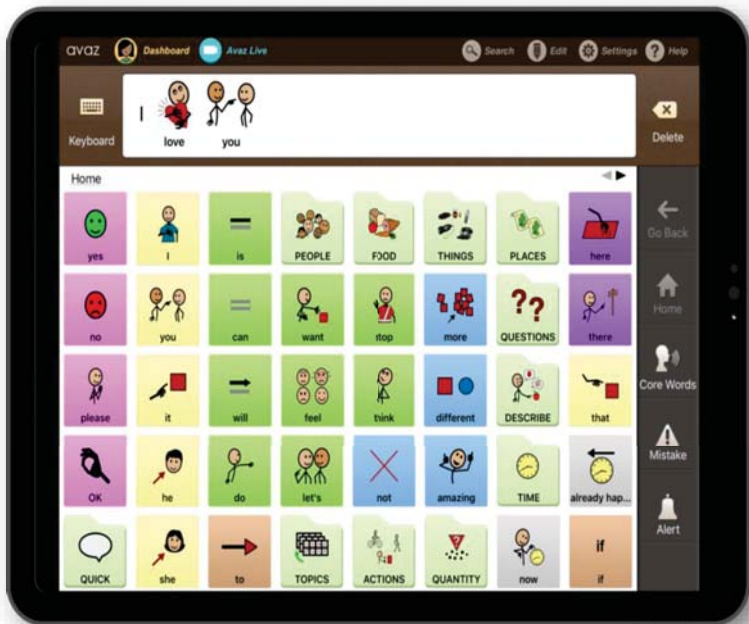 avaz Dashboard Avaz Live Search Edit Settings Help
Keyboard
I love you
Delete
Home
yes I is PEOPLE FOOD THINGS PLACES here
Go Back
no you can want stop more QUESTIONS there
Home
please it will feel think different DESCRIBE that
Core Words
OK he do let's not amazing TIME already hap...
Mistake
QUICK she to TOPICS ACTIONS QUANTITY now if
if
Alert